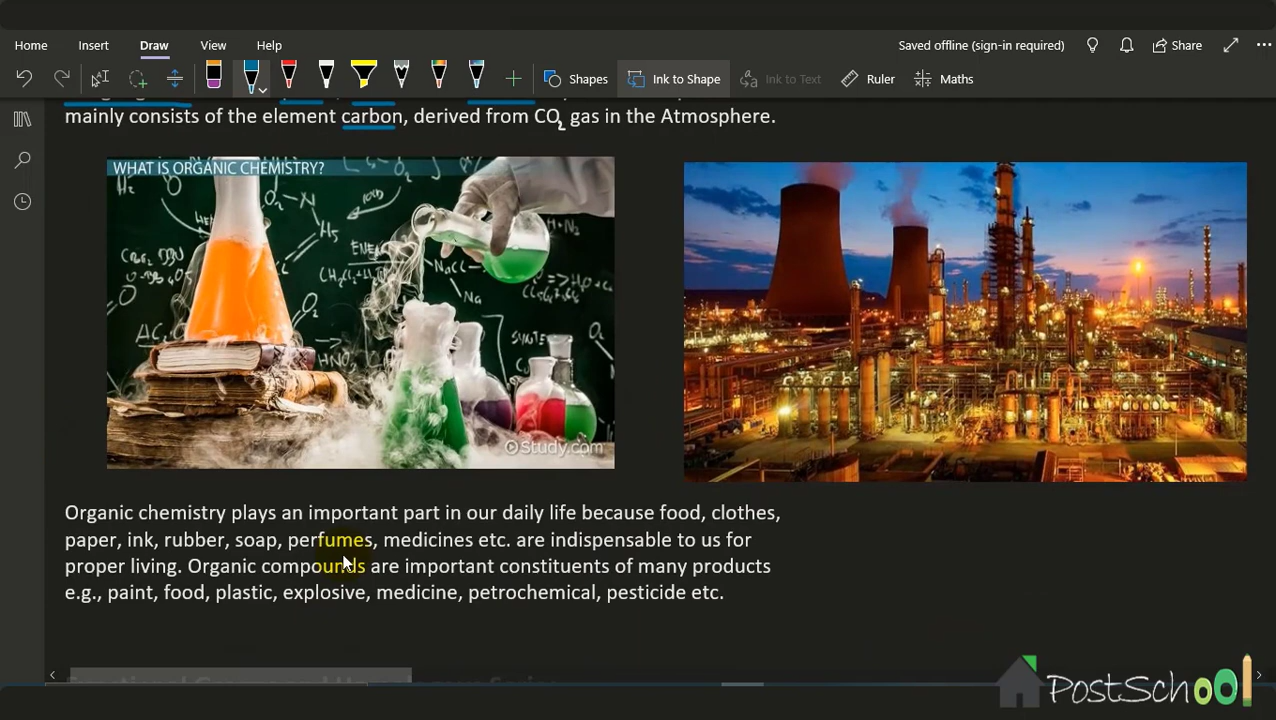 Home Insert Draw View Help Saved offline (sign-in required) Share
Shapes Ink to Shape Ink to Text Ruler Maths
mainly consists of the element carbon, derived from CO₂ gas in the Atmosphere.
WHAT IS ORGANIC CHEMISTRY?
Study.com
Organic chemistry plays an important part in our daily life because food, clothes,
paper, ink, rubber, soap, perfumes, medicines etc. are indispensable to us for
proper living. Organic compounds are important constituents of many products
e.g., paint, food, plastic, explosive, medicine, petrochemical, pesticide etc.
PostSchool